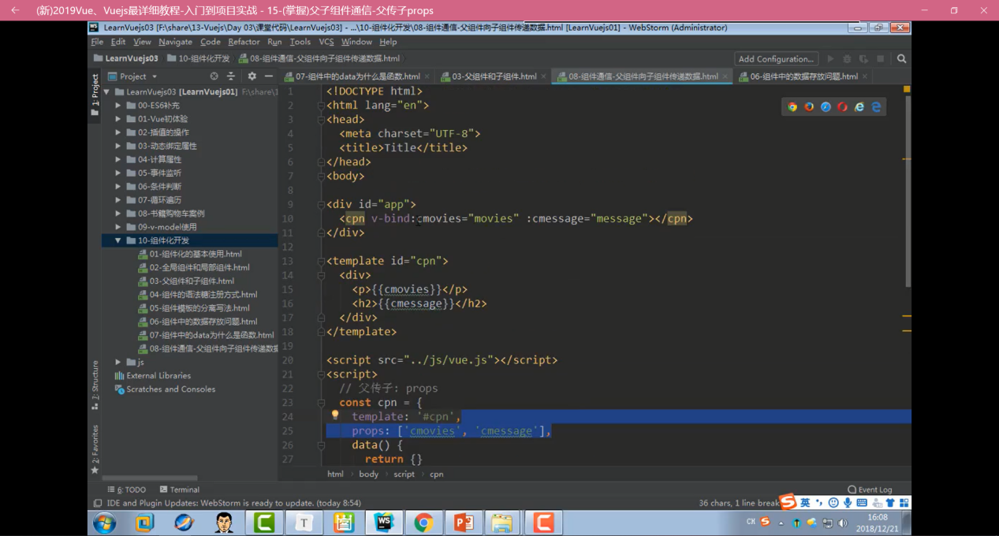 (新)2019Vue、Vuejs最详细教程-入门到项目实战 - 15-(掌握)父子组件通信-父传子props
LearnVuejs03 [F:\share\13-Vuejs\Day 03\课堂代码\LearnVuejs03] - ...\10-组件化开发\08-组件通信-父组件向子组件传递数据.html [LearnVuejs01] - WebStorm (Administrator)
File Edit View Navigate Code Refactor Run Tools VCS Window Help
LearnVuejs03 10-组件化开发 08-组件通信-父组件向子组件传递数据.html Add Configuration...
Project 07-组件中的data为什么是函数.html 03-父组件和子组件.html 08-组件通信-父组件向子组件传递数据.html 06-组件中的数据存放问题.html
1: Project
LearnVuejs03 [LearnVuejs01] F:\share\1
00-ES6补充
01-Vue初体验
02-插值的操作
03-动态绑定属性
04-计算属性
05-事件监听
06-条件判断
07-循环遍历
08-书籍购物车案例
09-v-model使用
10-组件化开发
01-组件化的基本使用.html
02-全局组件和局部组件.html
03-父组件和子组件.html
04-组件的语法糖注册方式.html
05-组件模板的分离写法.html
06-组件中的数据存放问题.html
07-组件中的data为什么是函数.html
08-组件通信-父组件向子组件传递数据
js
External Libraries
Scratches and Consoles
7: Structure
2: Favorites
1 <!DOCTYPE html>
2 <html lang="en">
3 <head>
4 <meta charset="UTF-8">
5 <title>Title</title>
6 </head>
7 <body>
8
9 <div id="app">
10 <cpn v-bind:cmovies="movies" :cmessage="message"></cpn>
11 </div>
12
13 <template id="cpn">
14 <div>
15 <p>{{cmovies}}</p>
16 <h2>{{cmessage}}</h2>
17 </div>
18 </template>
19
20 <script src="../js/vue.js"></script>
21 <script>
22 // 父传子: props
23 const cpn = {
24 template: '#cpn',
25 props: ['cmovies', 'cmessage'],
26 data() {
27 return {}
html body script cpn
6: TODO Terminal Event Log
IDE and Plugin Updates: WebStorm is ready to update. (today 8:54) 36 chars, 1 line break
英
WS T
CH
16:08
2018/12/21